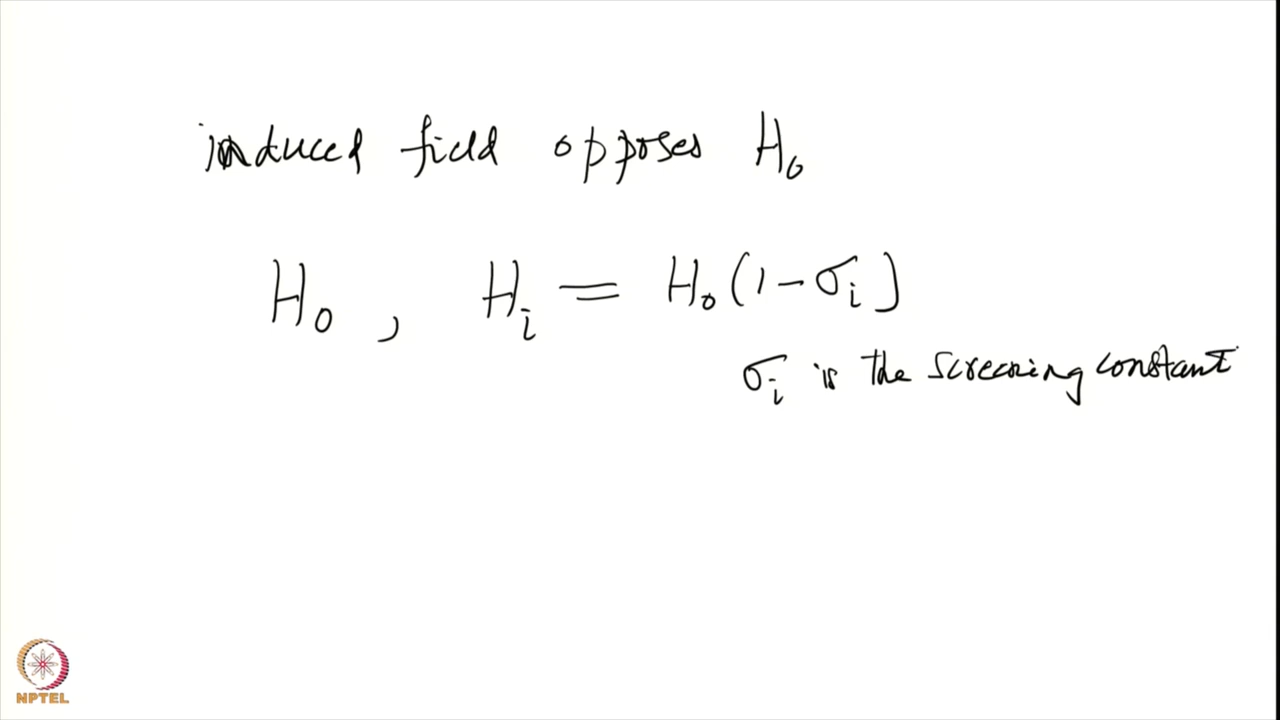 induced field opposes H₀
H₀ , Hᵢ = H₀(1-σᵢ)
σᵢ is the screening constant
NPTEL